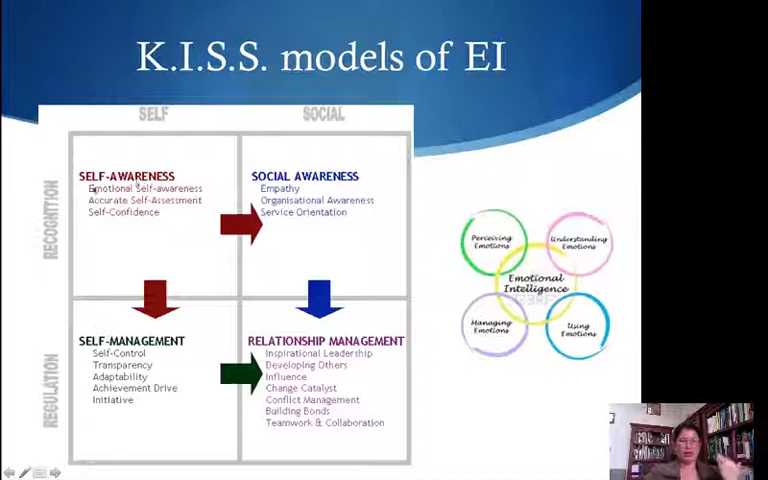 K.I.S.S. models of EI
SELF
SOCIAL
RECOGNITION
SELF-AWARENESS
Emotional Self-awareness
Accurate Self-Assessment
Self-Confidence
SOCIAL AWARENESS
Empathy
Organisational Awareness
Service Orientation
REGULATION
SELF-MANAGEMENT
Self-Control
Transparency
Adaptability
Achievement Drive
Initiative
RELATIONSHIP MANAGEMENT
Inspirational Leadership
Developing Others
Influence
Change Catalyst
Conflict Management
Building Bonds
Teamwork & Collaboration
Perceiving
Emotions
Understanding
Emotions
Emotional
Intelligence
Managing
Emotions
Using
Emotions